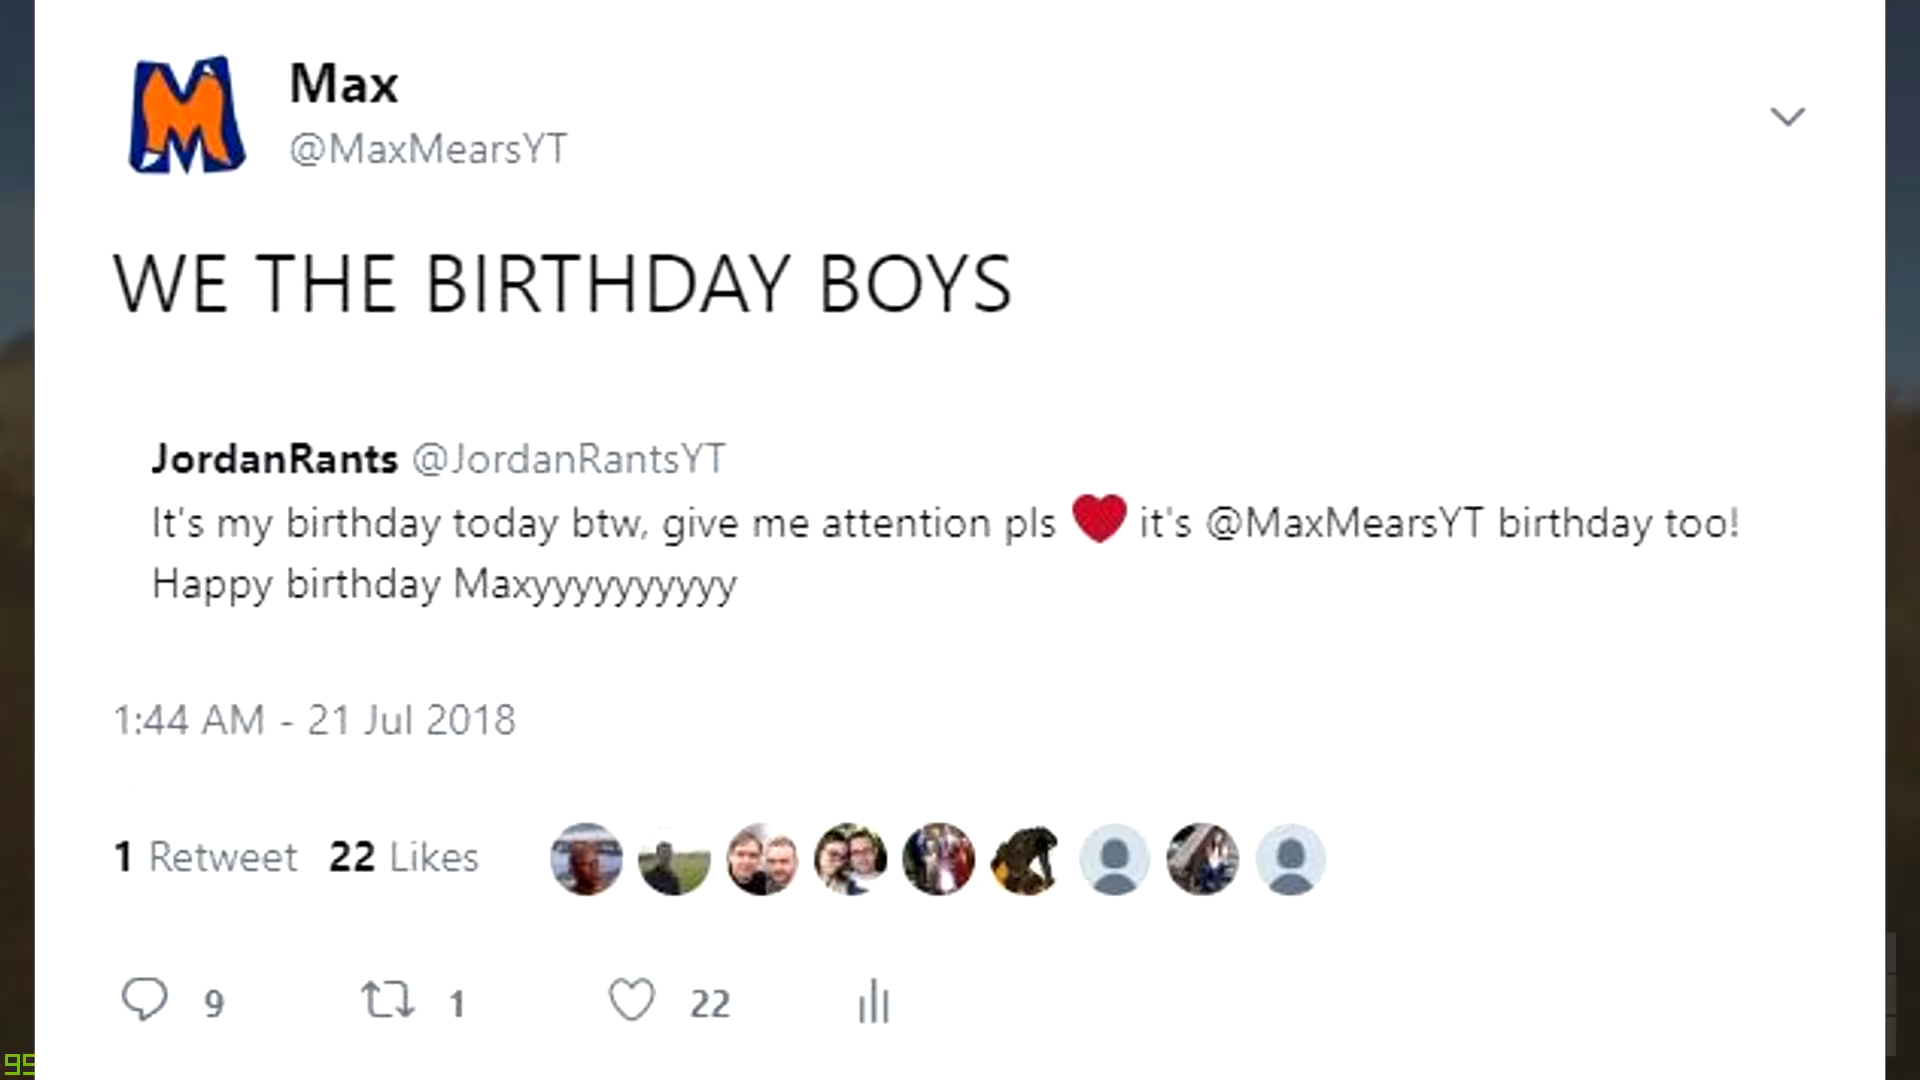 M
Max
@MaxMearsYT
WE THE BIRTHDAY BOYS
JordanRants @JordanRantsYT
It's my birthday today btw, give me attention pls ❤ it's @MaxMearsYT birthday too!
Happy birthday Maxyyyyyyyyyy
1:44 AM - 21 Jul 2018
1 Retweet 22 Likes
9 1 22
95